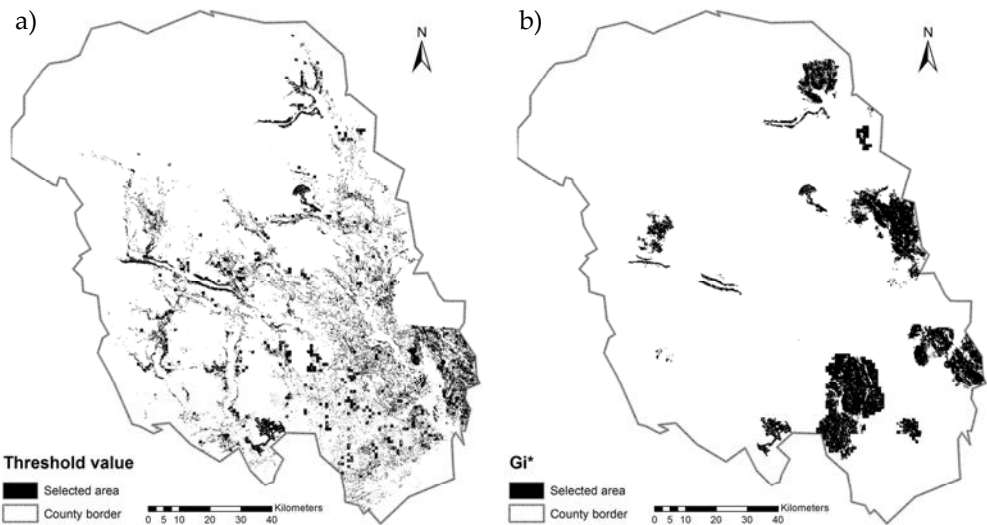 a)
N
Threshold value
Selected area
County border
Kilometers
0 5 10 20 30 40
b)
N
Gi*
Selected area
County border
Kilometers
0 5 10 20 30 40